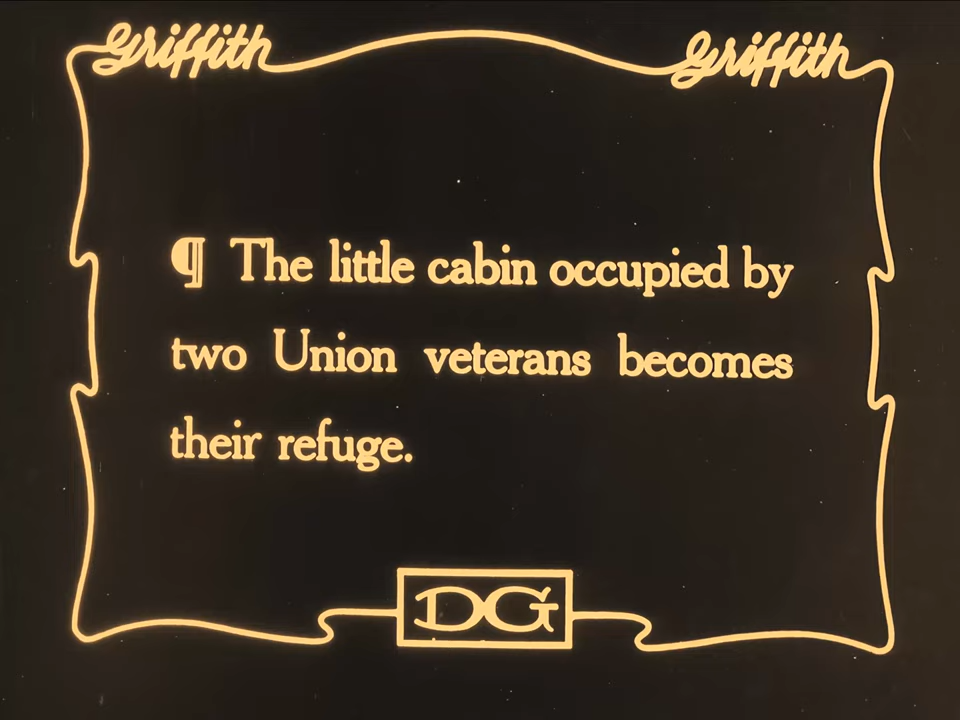 Griffith Griffith
¶ The little cabin occupied by
two Union veterans becomes
their refuge.
DG